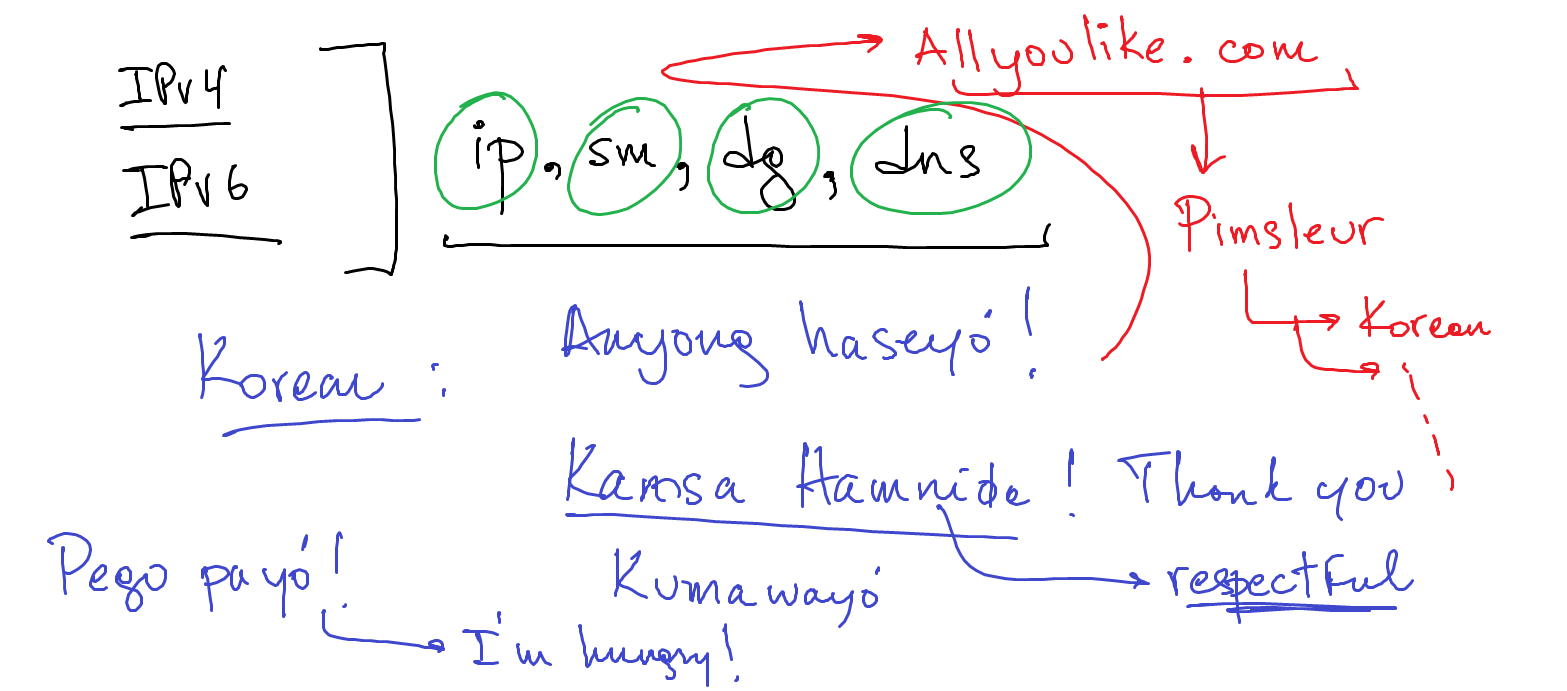 IPv4
IPv6
ip, sm, dg, dns
Allyoulike.com
Pimsleur
Korean
Korean :
Anyong haseyó!
Kamsa Hamnida! Thank you
respectful
Kumawayó
Pego payó!
I'm hungry!